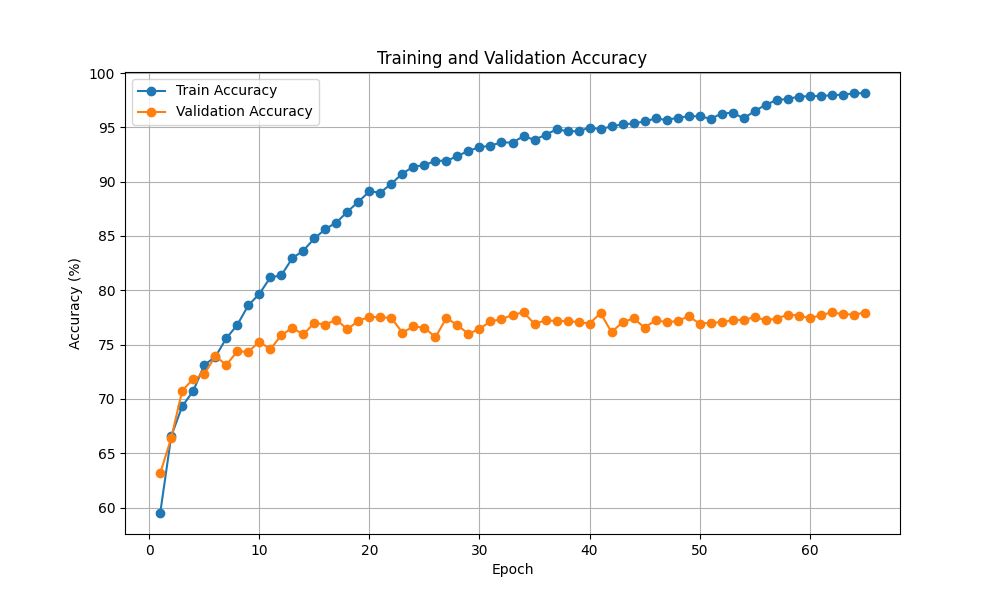 Training and Validation Accuracy
Train Accuracy
Validation Accuracy
Accuracy (%)
100
95
90
85
80
75
70
65
60
0 10 20 30 40 50 60
Epoch